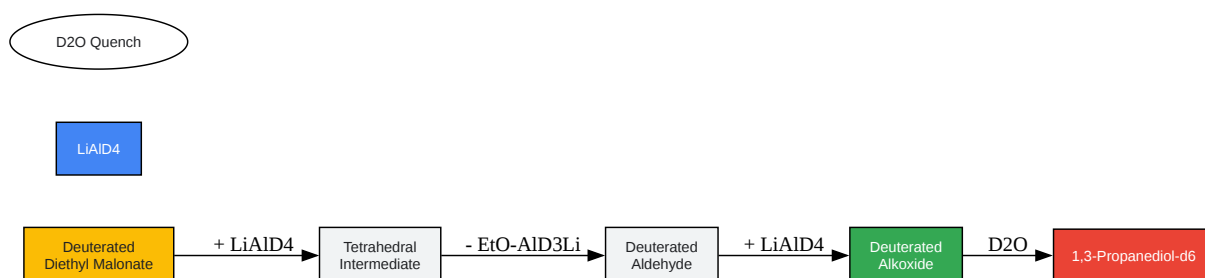 D2O Quench
LiAlD4
Deuterated
Diethyl Malonate
+ LiAlD4
Tetrahedral
Intermediate
- EtO-AlD3Li
Deuterated
Aldehyde
+ LiAlD4
Deuterated
Alkoxide
D2O
1,3-Propanediol-d6